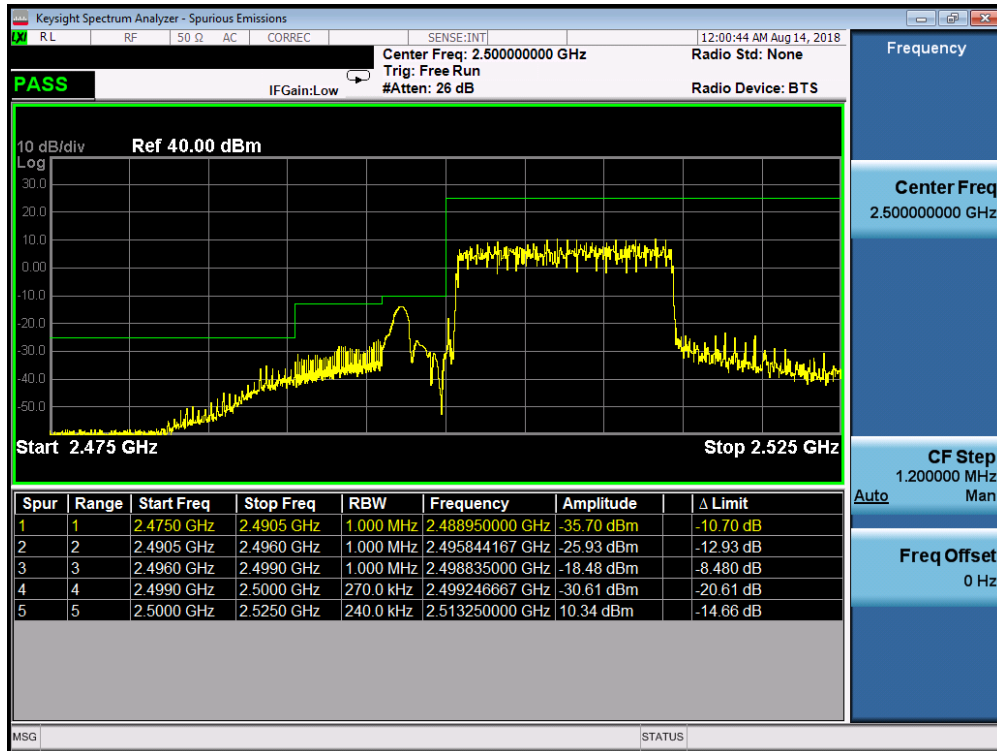 Keysight Spectrum Analyzer - Spurious Emissions
LXI RL RF 50 Ω AC CORREC SENSE:INT 12:00:44 AM Aug 14, 2018
Center Freq: 2.500000000 GHz Radio Std: None
Trig: Free Run
PASS IFGain:Low #Atten: 26 dB Radio Device: BTS
Frequency
10 dB/div Ref 40.00 dBm
Log
30.0
20.0
10.0
0.00
-10.0
-20.0
-30.0
-40.0
-50.0
Start 2.475 GHz Stop 2.525 GHz
Center Freq
2.500000000 GHz
CF Step
1.200000 MHz
Auto Man
Freq Offset
0 Hz
Spur Range Start Freq Stop Freq RBW Frequency Amplitude Δ Limit
1 1 2.4750 GHz 2.4905 GHz 1.000 MHz 2.488950000 GHz -35.70 dBm -10.70 dB
2 2 2.4905 GHz 2.4960 GHz 1.000 MHz 2.495844167 GHz -25.93 dBm -12.93 dB
3 3 2.4960 GHz 2.4990 GHz 1.000 MHz 2.498835000 GHz -18.48 dBm -8.480 dB
4 4 2.4990 GHz 2.5000 GHz 270.0 kHz 2.499246667 GHz -30.61 dBm -20.61 dB
5 5 2.5000 GHz 2.5250 GHz 240.0 kHz 2.513250000 GHz 10.34 dBm -14.66 dB
MSG STATUS